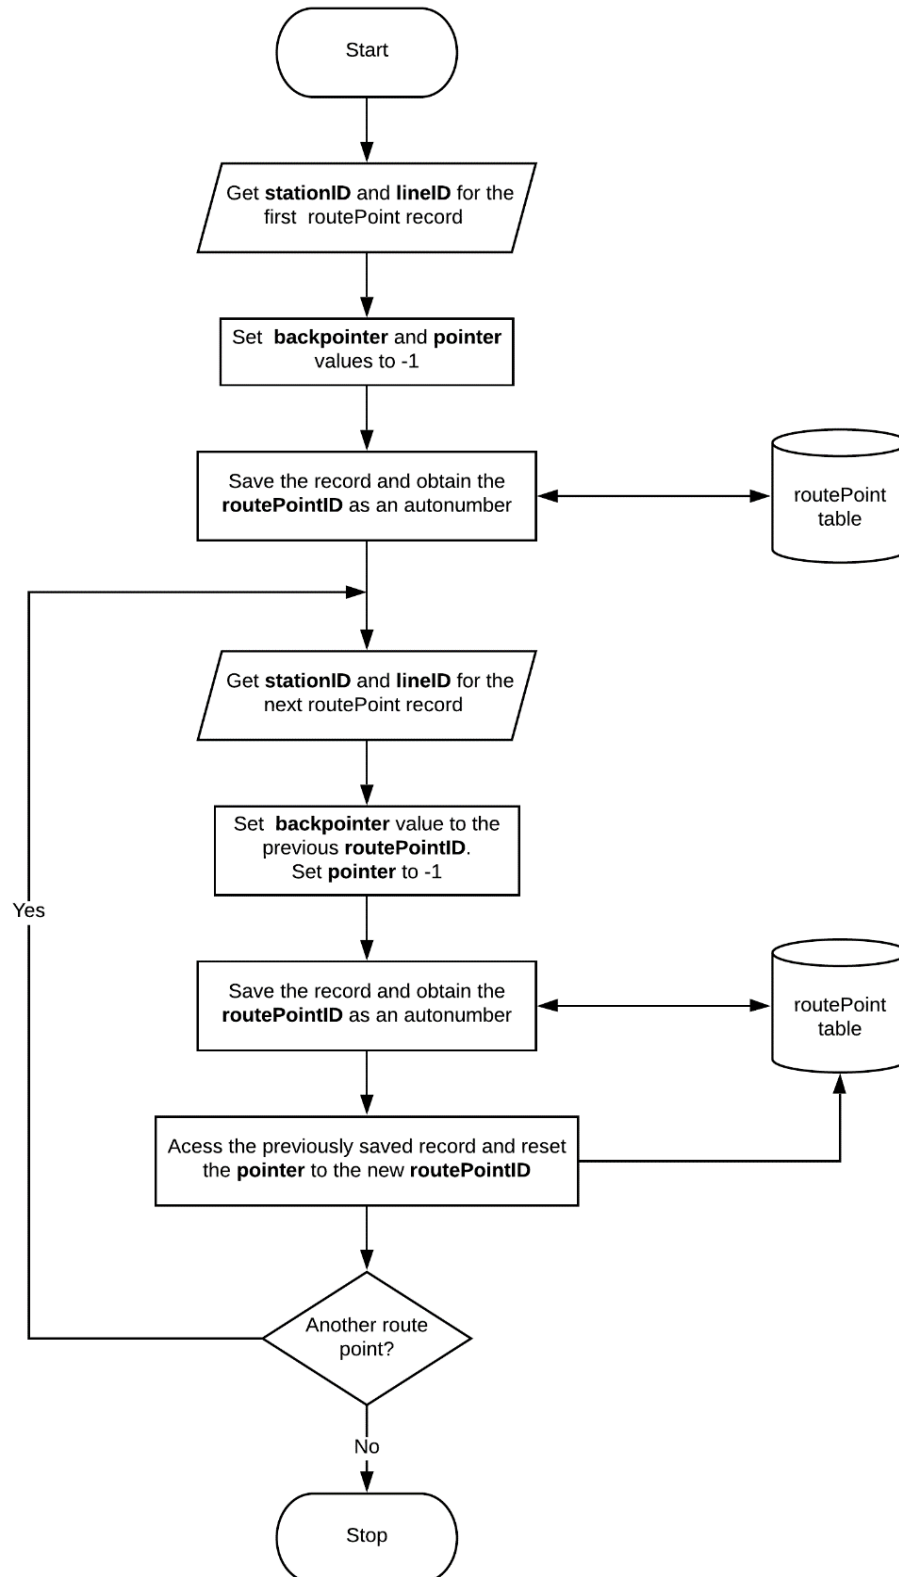 Start
Get stationID and lineID for the
first routePoint record
Set backpointer and pointer
values to -1
Save the record and obtain the
routePointID as an autonumber
routePoint
table
Get stationID and lineID for the
next routePoint record
Set backpointer value to the
previous routePointID.
Set pointer to -1
Yes
Save the record and obtain the
routePointID as an autonumber
routePoint
table
Acess the previously saved record and reset
the pointer to the new routePointID
Another route
point?
No
Stop